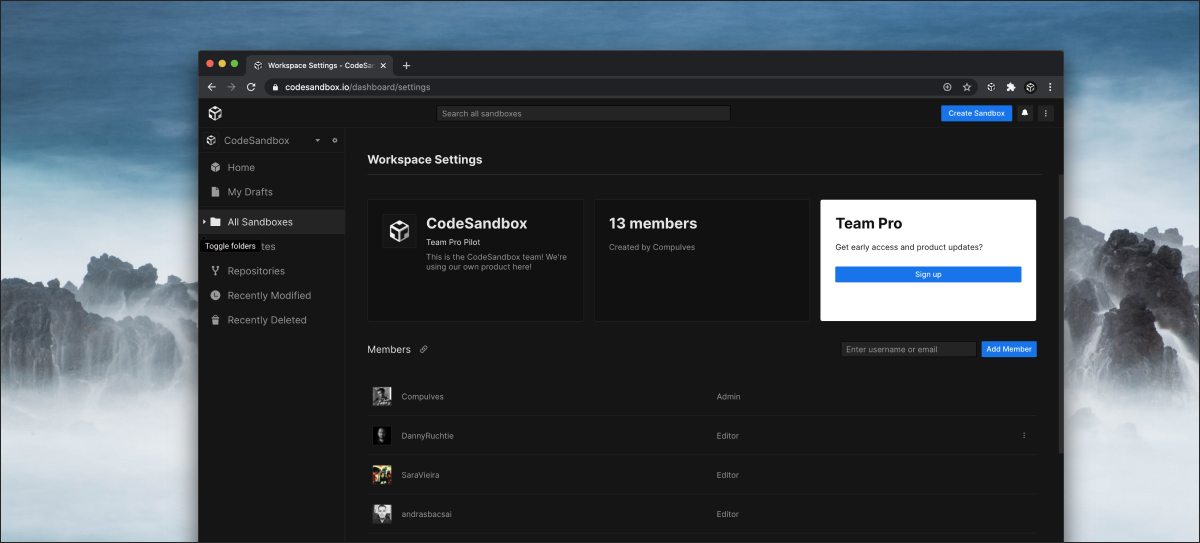 Workspace Settings - CodeSan
codesandbox.io/dashboard/settings
Search all sandboxes
Create Sandbox
CodeSandbox
Home
My Drafts
All Sandboxes
Toggle folders
tes
Repositories
Recently Modified
Recently Deleted
Workspace Settings
CodeSandbox
Team Pro Pilot
This is the CodeSandbox team! We're
using our own product here!
13 members
Created by Compulves
Team Pro
Get early access and product updates?
Sign up
Members
Enter username or email
Add Member
Compulves
Admin
DannyRuchtie
Editor
SaraVieira
Editor
andrasbacsai
Editor